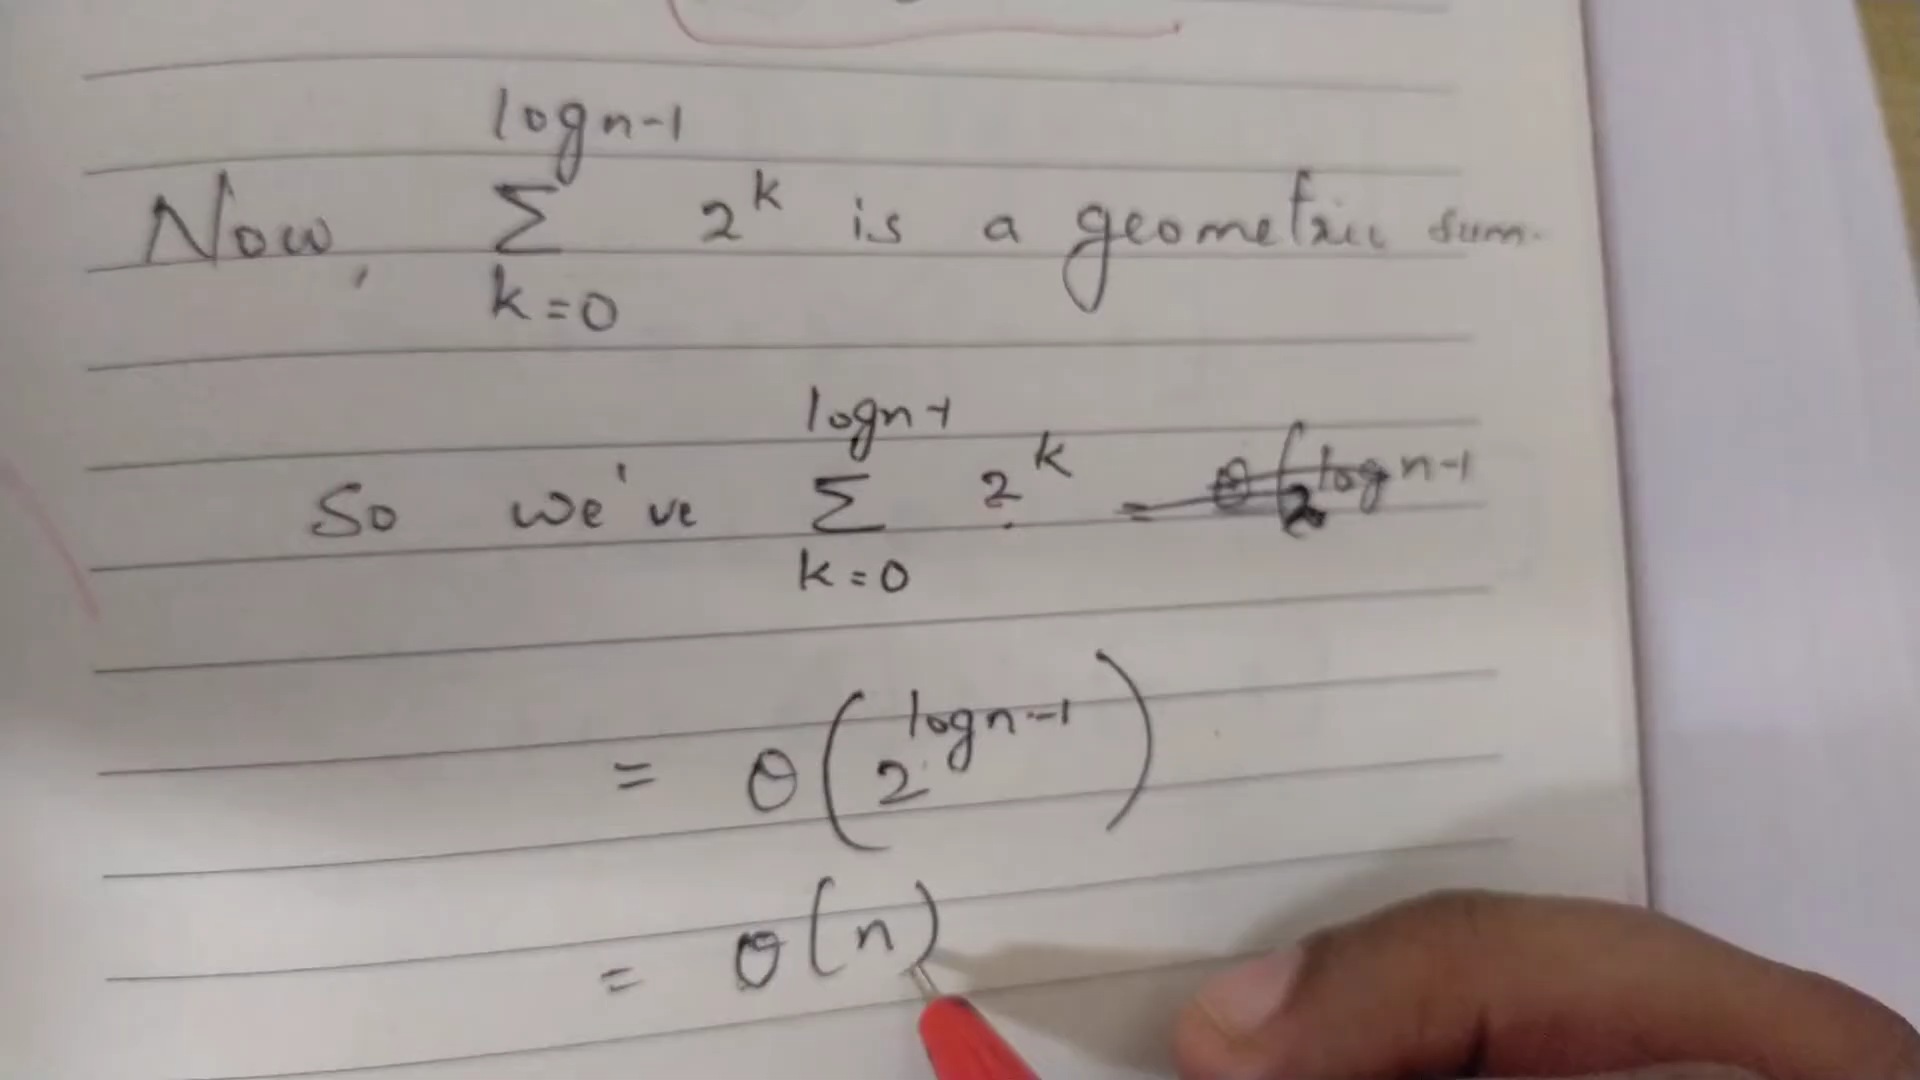 log n-1
Now, Σ 2^k is a geometric sum.
k=0
log n-1
So we've Σ 2^k = θ(2^log n-1
k=0
= θ(2^log n-1)
= θ(n)